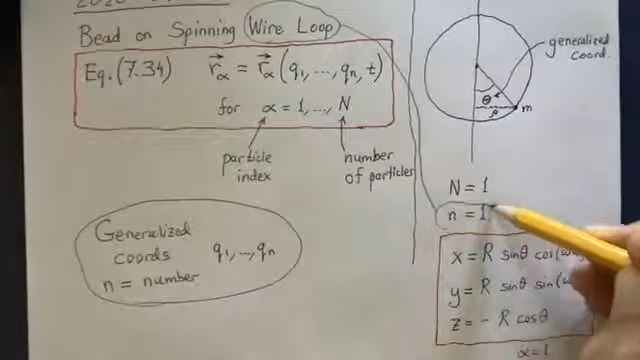 Bead on Spinning Wire Loop
Eq. (7.34) r⃗α = r⃗α (q₁, ..., qn, t)
for α = 1, ..., N
particle
index
number
of particles
Generalized
coords q₁, .., qn
n = number
generalized
coord.
θ
ρ
m
N = 1
n = 1
x = R sinθ cos(ω
y = R sinθ sin(ω
z = - R cosθ
α = 1